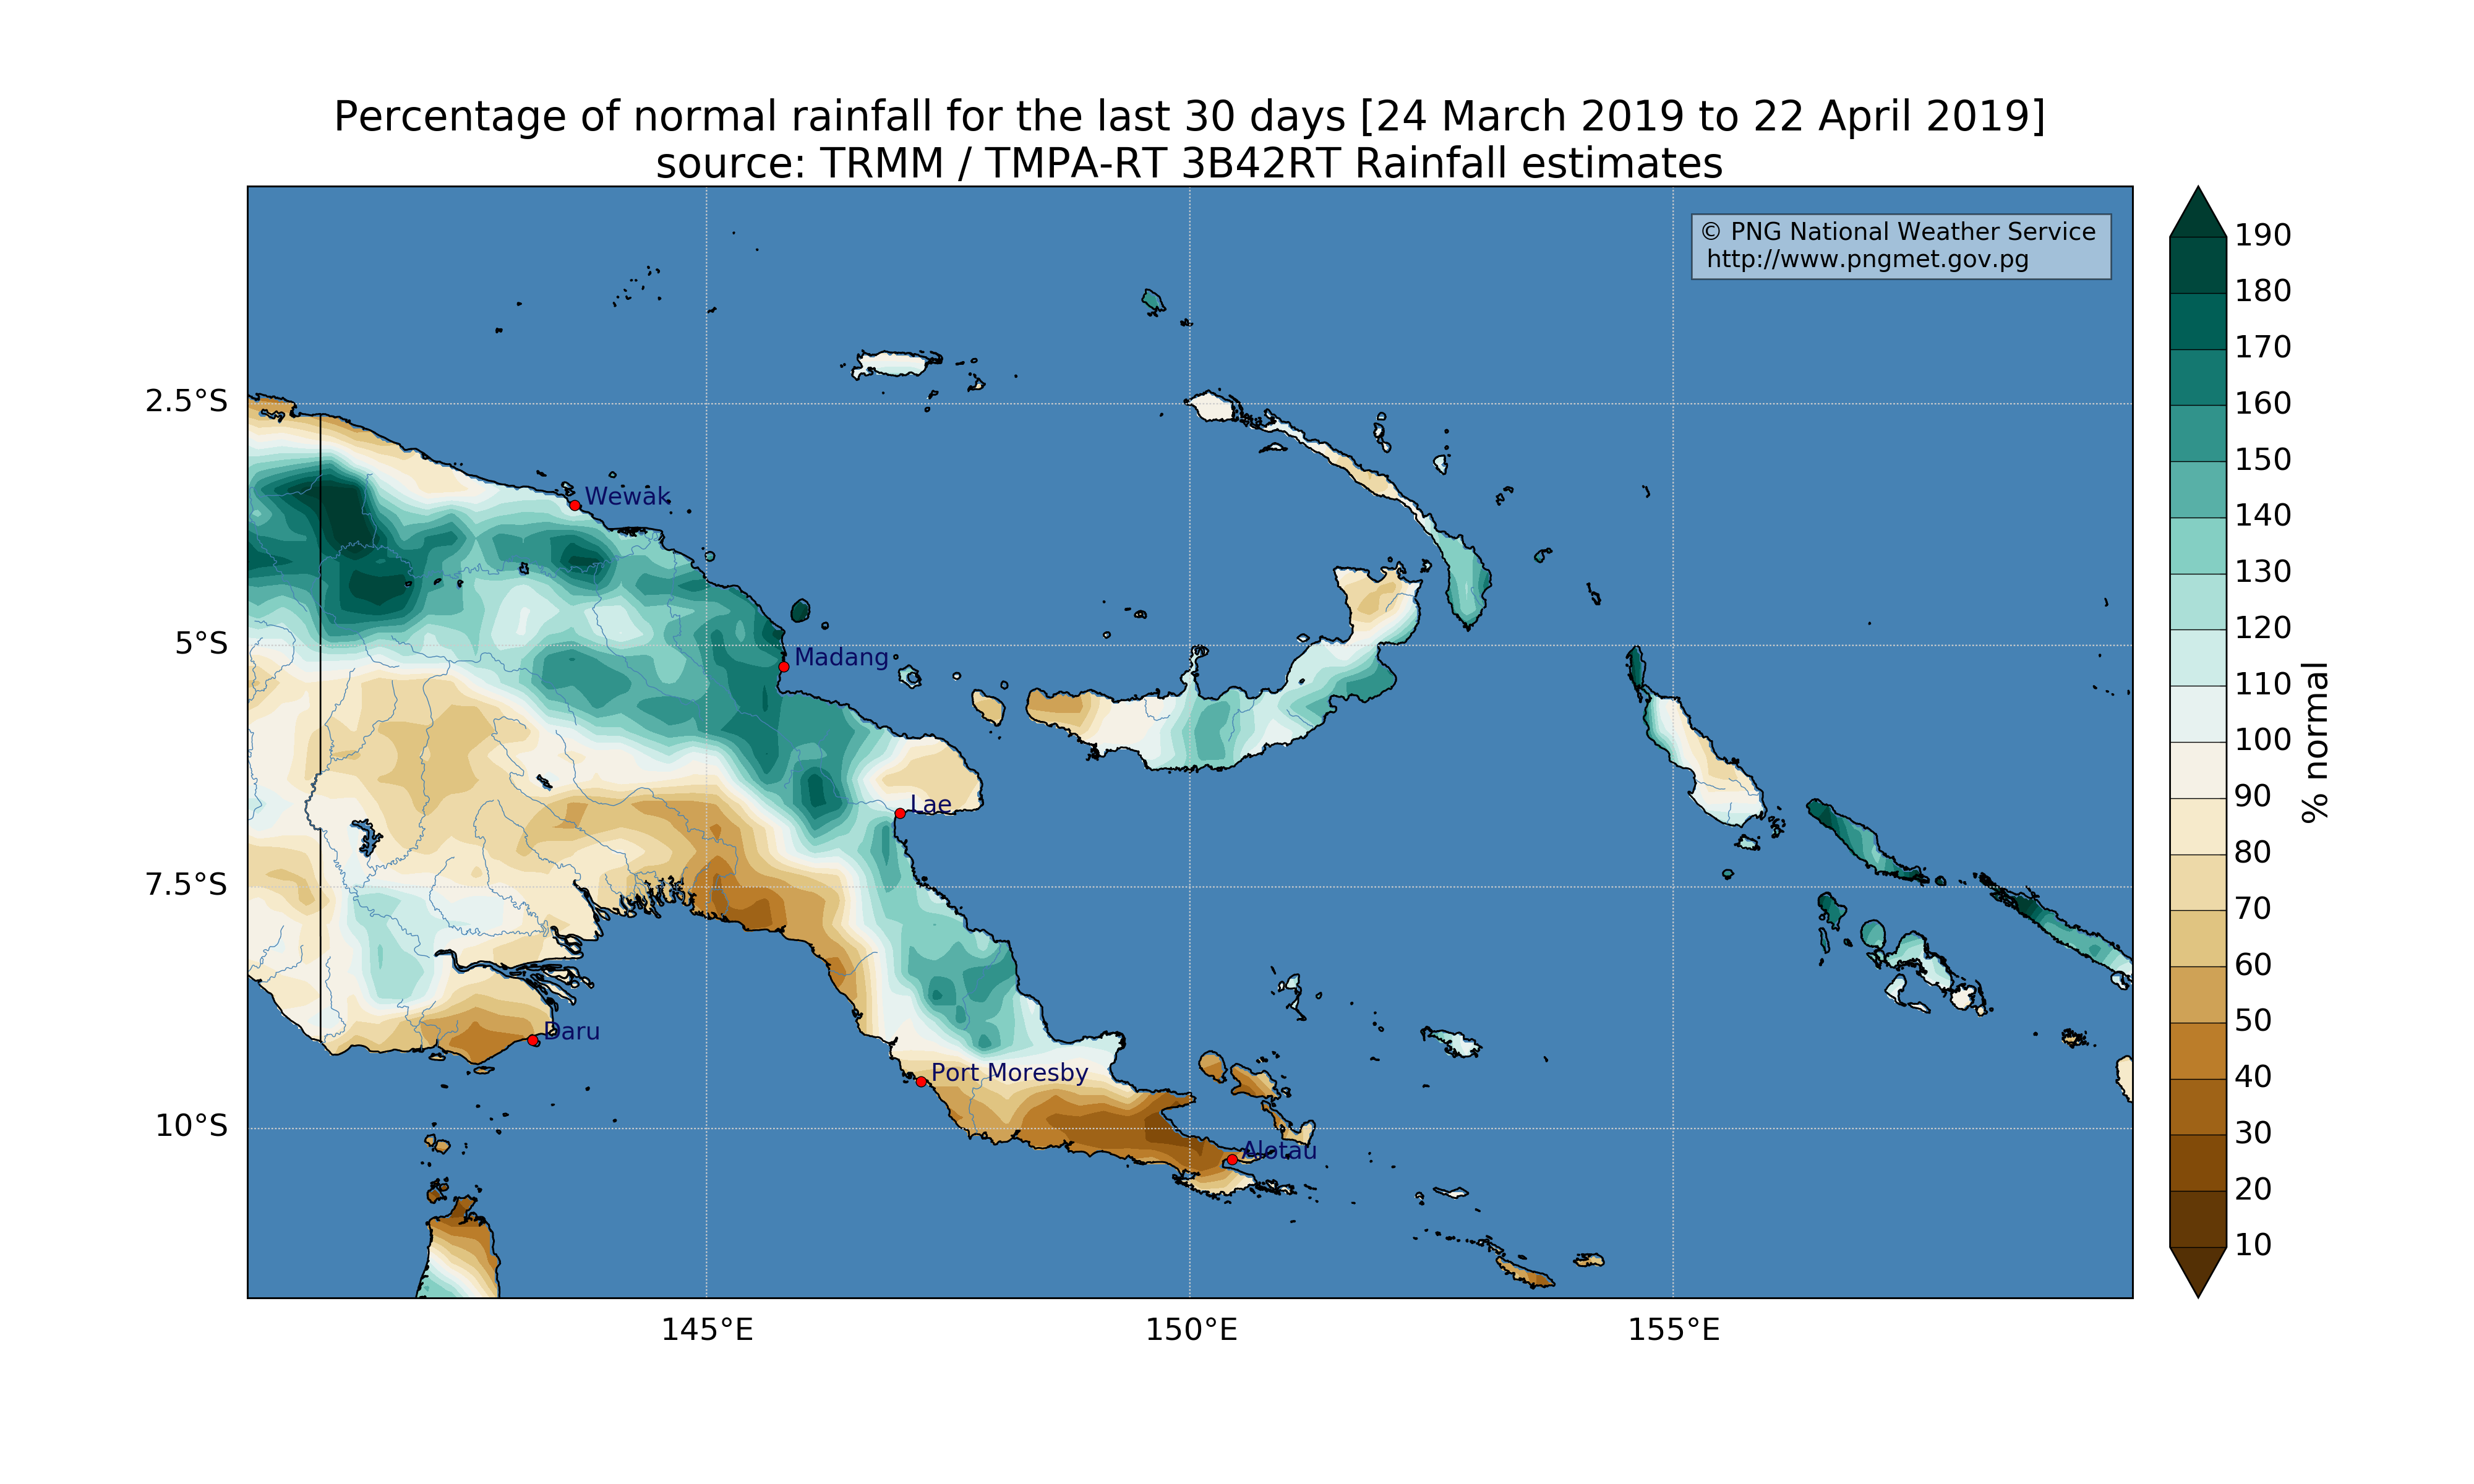 Percentage of normal rainfall for the last 30 days [24 March 2019 to 22 April 2019]
source: TRMM / TMPA-RT 3B42RT Rainfall estimates
© PNG National Weather Service
http://www.pngmet.gov.pg
190
180
170
160
150
140
130
120
110
100
90
80
70
60
50
40
30
20
10
% normal
2.5°S
5°S
7.5°S
10°S
Wewak
Madang
Lae
Daru
Port Moresby
Alotau
145°E
150°E
155°E